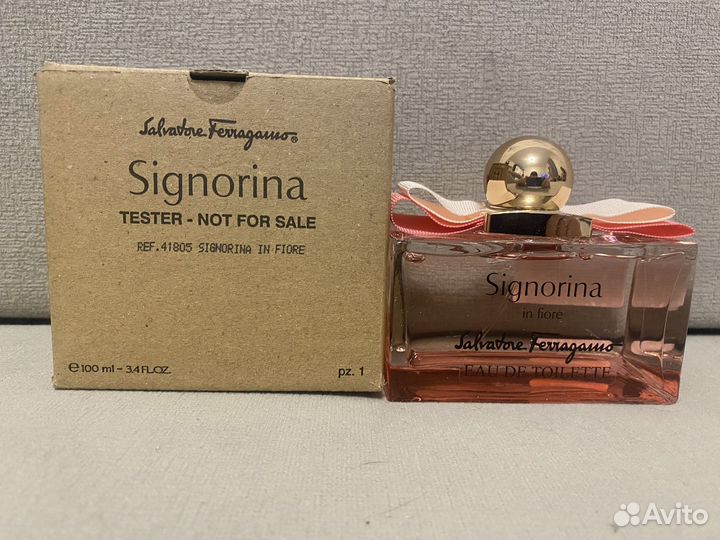 Salvatore Ferragamo®
Signorina
TESTER - NOT FOR SALE
REF.41805 SIGNORINA IN FIORE
℮100 ml - 3.4 FL.OZ.
pz. 1
Signorina
in fiore
Salvatore Ferragamo
EAU DE TOILETTE
Avito